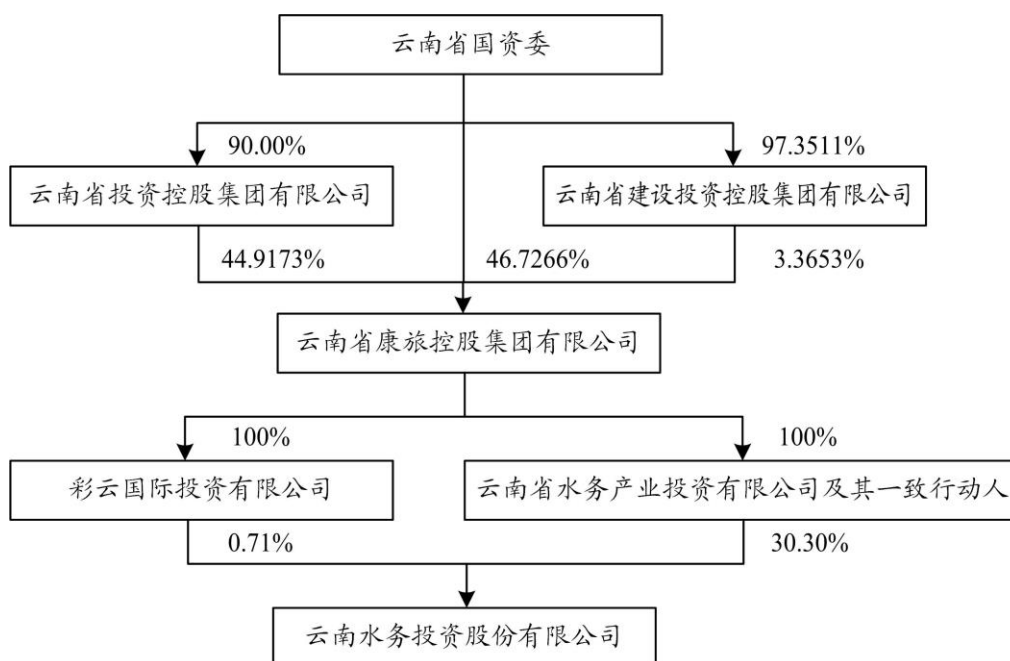 云南省国资委
90.00%
97.3511%
云南省投资控股集团有限公司
云南省建设投资控股集团有限公司
44.9173%
46.7266%
3.3653%
云南省康旅控股集团有限公司
100%
100%
彩云国际投资有限公司
云南省水务产业投资有限公司及其一致行动人
0.71%
30.30%
云南水务投资股份有限公司